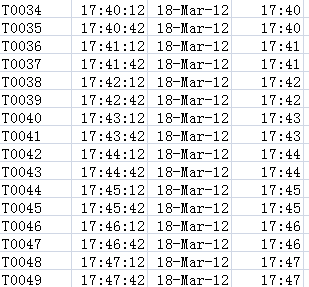 T0034 17:40:12 18-Mar-12 17:40
T0035 17:40:42 18-Mar-12 17:40
T0036 17:41:12 18-Mar-12 17:41
T0037 17:41:42 18-Mar-12 17:41
T0038 17:42:12 18-Mar-12 17:42
T0039 17:42:42 18-Mar-12 17:42
T0040 17:43:12 18-Mar-12 17:43
T0041 17:43:42 18-Mar-12 17:43
T0042 17:44:12 18-Mar-12 17:44
T0043 17:44:42 18-Mar-12 17:44
T0044 17:45:12 18-Mar-12 17:45
T0045 17:45:42 18-Mar-12 17:45
T0046 17:46:12 18-Mar-12 17:46
T0047 17:46:42 18-Mar-12 17:46
T0048 17:47:12 18-Mar-12 17:47
T0049 17:47:42 18-Mar-12 17:47